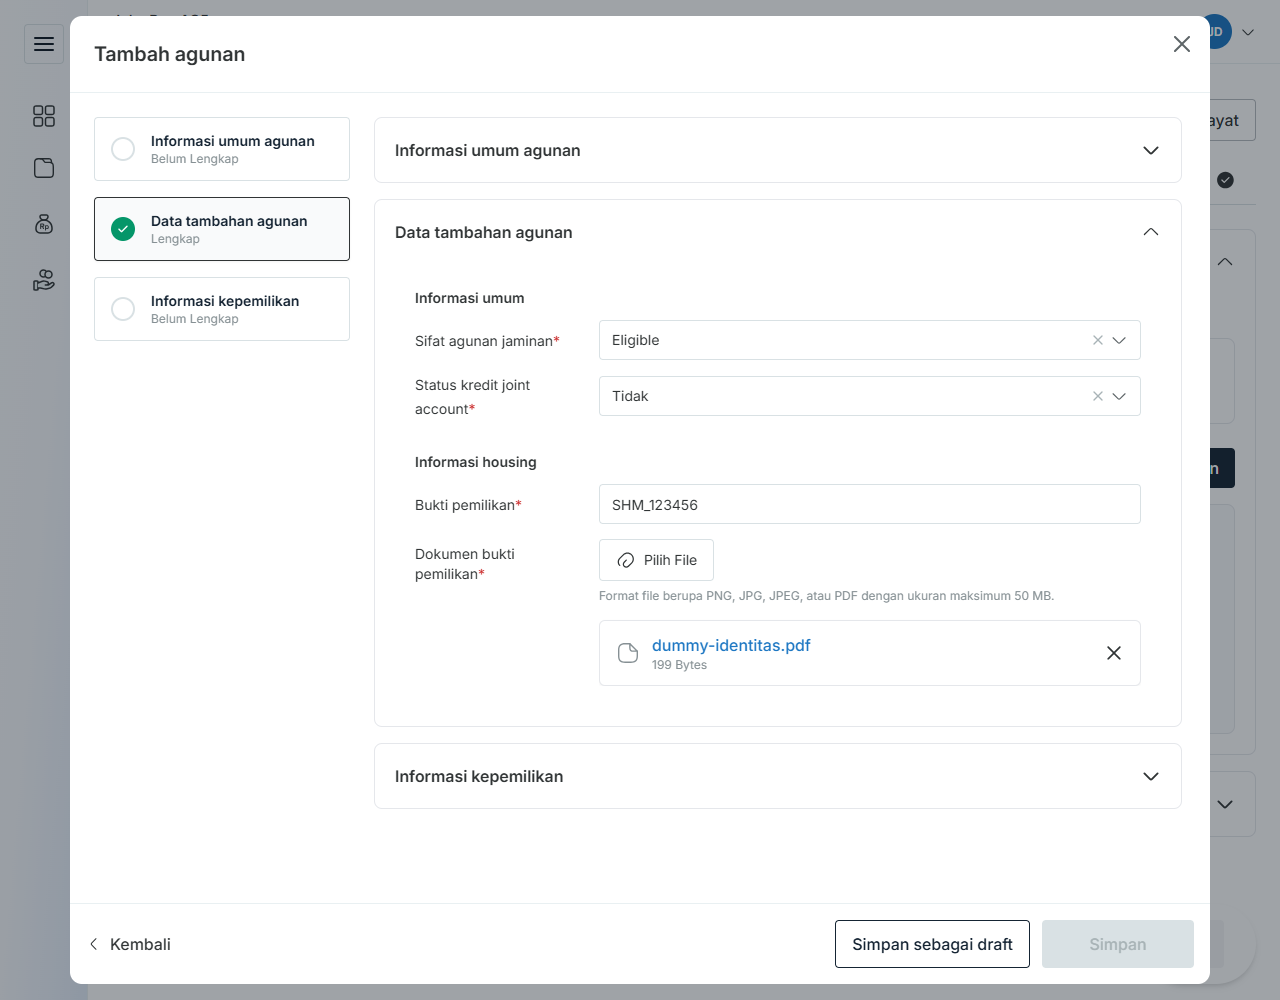 Tambah agunan
JD
ayat
Informasi umum agunan
Belum Lengkap
Data tambahan agunan
Lengkap
Informasi kepemilikan
Belum Lengkap
Informasi umum agunan
Data tambahan agunan
Informasi umum
Sifat agunan jaminan*
Eligible
Status kredit joint
account*
Tidak
Informasi housing
Bukti pemilikan*
SHM_123456
Dokumen bukti
pemilikan*
Pilih File
Format file berupa PNG, JPG, JPEG, atau PDF dengan ukuran maksimum 50 MB.
dummy-identitas.pdf
199 Bytes
Informasi kepemilikan
Kembali
Simpan sebagai draft
Simpan
Rp
n